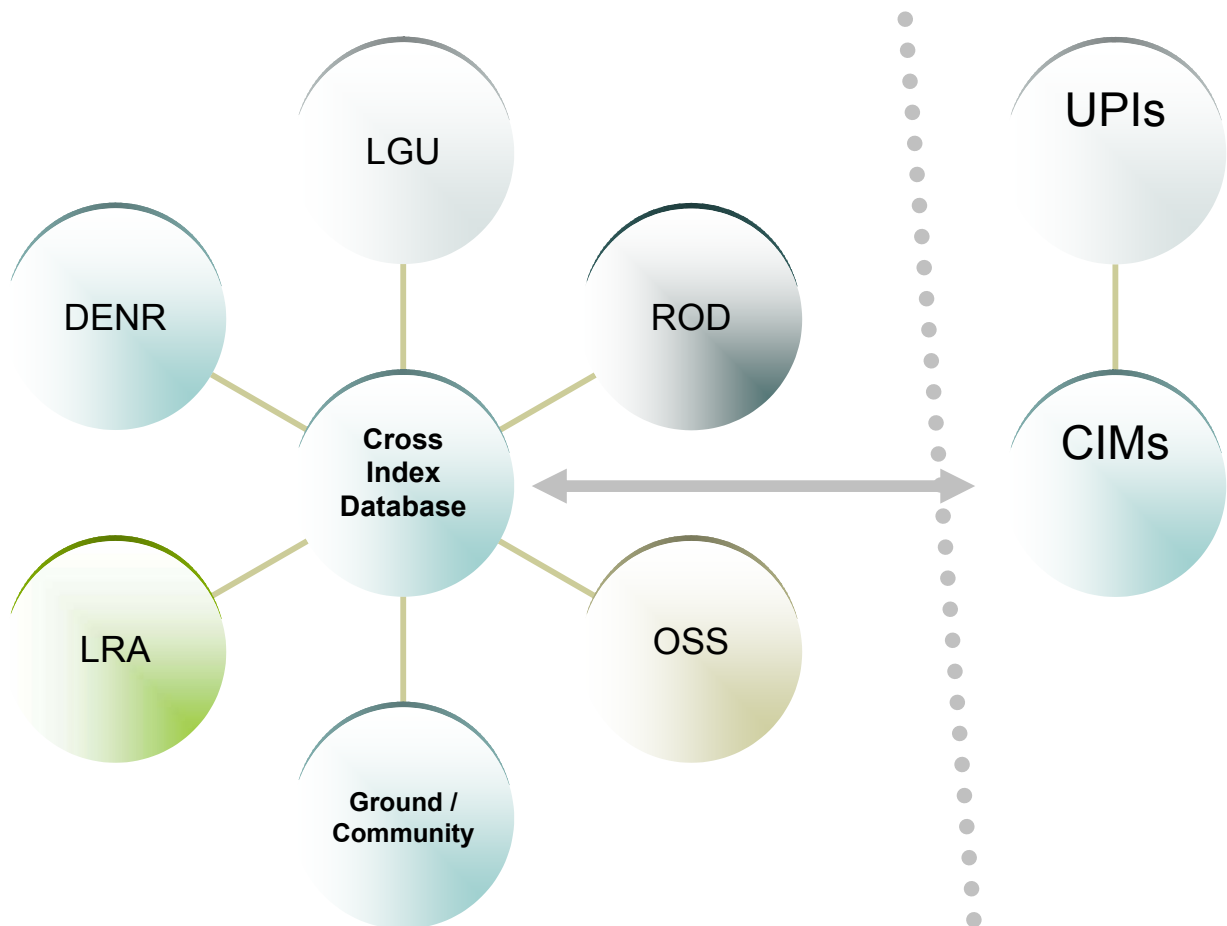 LGU
UPIs
DENR
ROD
Cross
Index
Database
CIMs
LRA
OSS
Ground /
Community